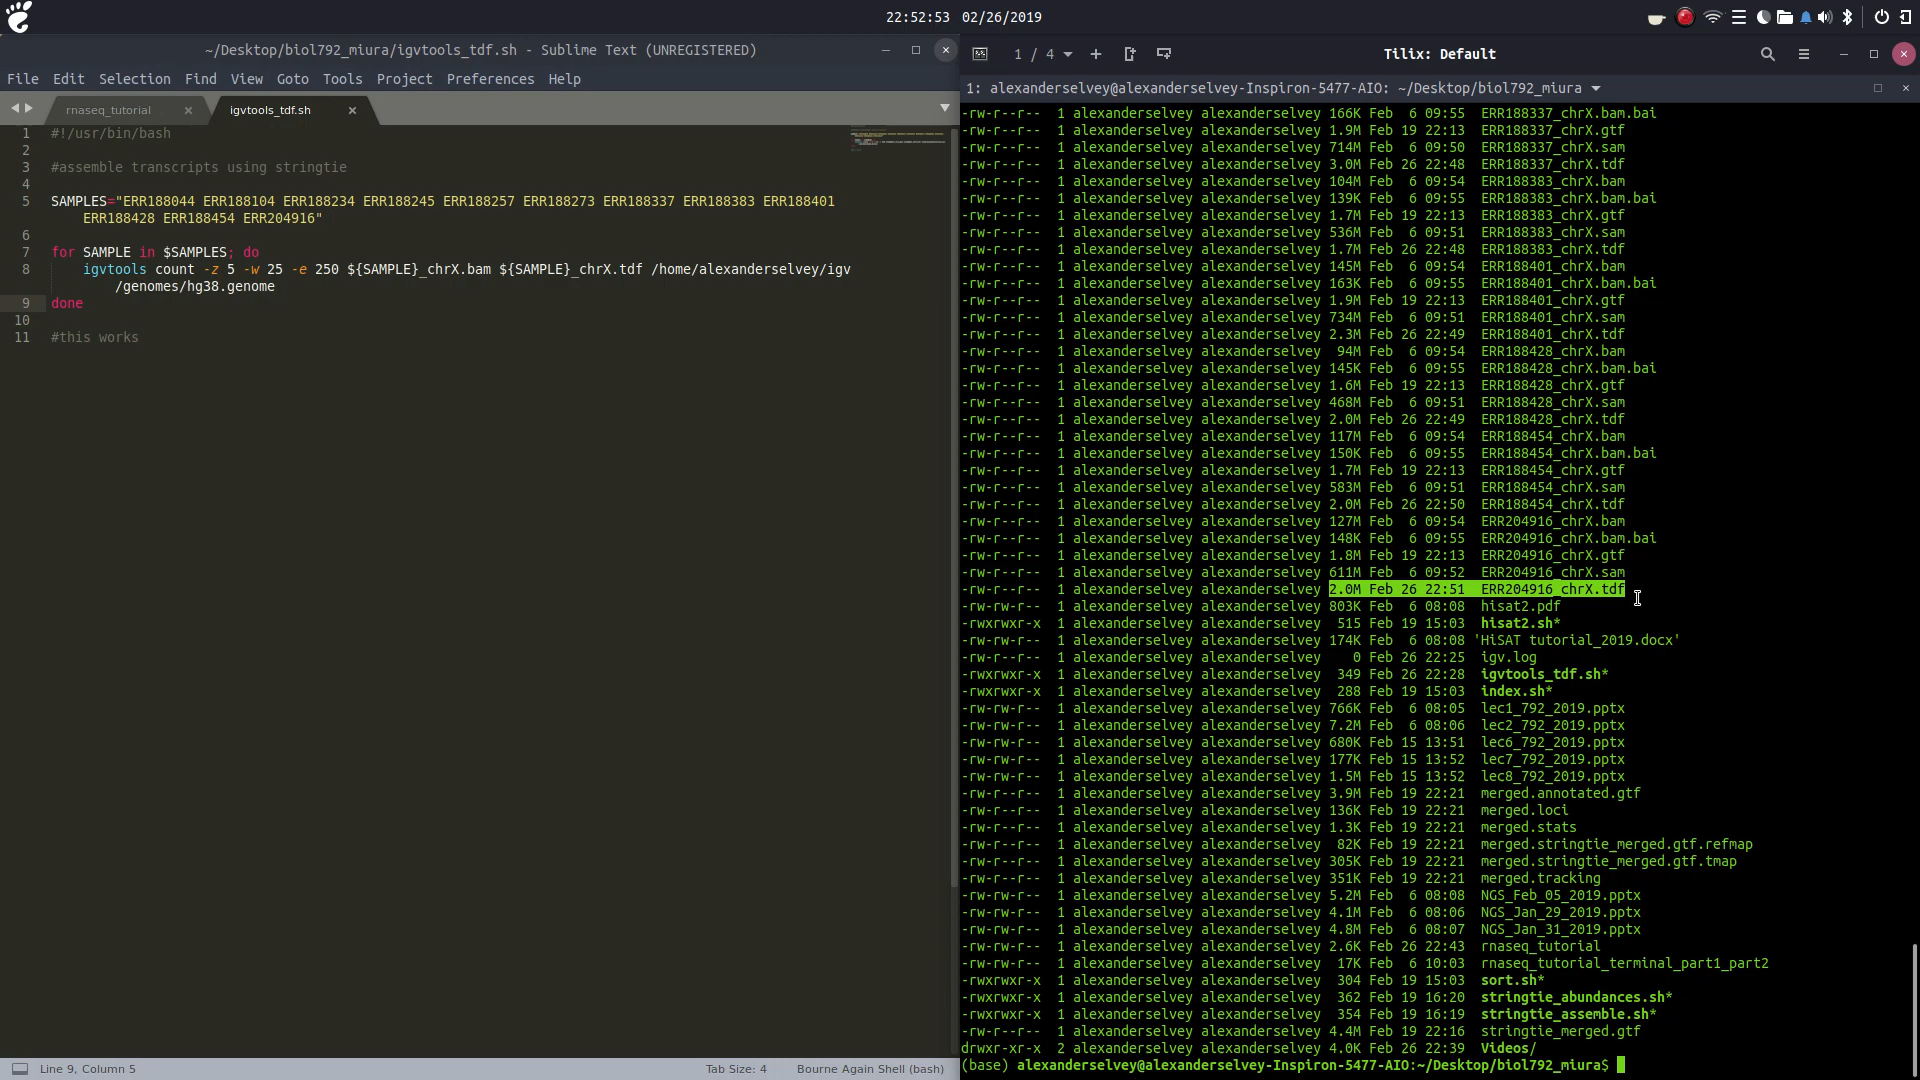 22:52:53 02/26/2019
~/Desktop/biol792_miura/igvtools_tdf.sh - Sublime Text (UNREGISTERED)
File Edit Selection Find View Goto Tools Project Preferences Help
rnaseq_tutorial igvtools_tdf.sh
1 #!/usr/bin/bash
2
3 #assemble transcripts using stringtie
4
5 SAMPLES="ERR188044 ERR188104 ERR188234 ERR188245 ERR188257 ERR188273 ERR188337 ERR188383 ERR188401
ERR188428 ERR188454 ERR204916"
6
7 for SAMPLE in $SAMPLES; do
8 igvtools count -z 5 -w 25 -e 250 ${SAMPLE}_chrX.bam ${SAMPLE}_chrX.tdf /home/alexanderselvey/igv
/genomes/hg38.genome
9 done
10
11 #this works
Line 9, Column 5 Tab Size: 4 Bourne Again Shell (bash)
1 / 4 Tilix: Default
1: alexanderselvey@alexanderselvey-Inspiron-5477-AIO: ~/Desktop/biol792_miura
-rw-r--r-- 1 alexanderselvey alexanderselvey 166K Feb 6 09:55 ERR188337_chrX.bam.bai
-rw-r--r-- 1 alexanderselvey alexanderselvey 1.9M Feb 19 22:13 ERR188337_chrX.gtf
-rw-r--r-- 1 alexanderselvey alexanderselvey 714M Feb 6 09:50 ERR188337_chrX.sam
-rw-r--r-- 1 alexanderselvey alexanderselvey 3.0M Feb 26 22:48 ERR188337_chrX.tdf
-rw-r--r-- 1 alexanderselvey alexanderselvey 104M Feb 6 09:54 ERR188383_chrX.bam
-rw-r--r-- 1 alexanderselvey alexanderselvey 139K Feb 6 09:55 ERR188383_chrX.bam.bai
-rw-r--r-- 1 alexanderselvey alexanderselvey 1.7M Feb 19 22:13 ERR188383_chrX.gtf
-rw-r--r-- 1 alexanderselvey alexanderselvey 536M Feb 6 09:51 ERR188383_chrX.sam
-rw-r--r-- 1 alexanderselvey alexanderselvey 1.7M Feb 26 22:48 ERR188383_chrX.tdf
-rw-r--r-- 1 alexanderselvey alexanderselvey 145M Feb 6 09:54 ERR188401_chrX.bam
-rw-r--r-- 1 alexanderselvey alexanderselvey 163K Feb 6 09:55 ERR188401_chrX.bam.bai
-rw-r--r-- 1 alexanderselvey alexanderselvey 1.9M Feb 19 22:13 ERR188401_chrX.gtf
-rw-r--r-- 1 alexanderselvey alexanderselvey 734M Feb 6 09:51 ERR188401_chrX.sam
-rw-r--r-- 1 alexanderselvey alexanderselvey 2.3M Feb 26 22:49 ERR188401_chrX.tdf
-rw-r--r-- 1 alexanderselvey alexanderselvey 94M Feb 6 09:54 ERR188428_chrX.bam
-rw-r--r-- 1 alexanderselvey alexanderselvey 145K Feb 6 09:55 ERR188428_chrX.bam.bai
-rw-r--r-- 1 alexanderselvey alexanderselvey 1.6M Feb 19 22:13 ERR188428_chrX.gtf
-rw-r--r-- 1 alexanderselvey alexanderselvey 468M Feb 6 09:51 ERR188428_chrX.sam
-rw-r--r-- 1 alexanderselvey alexanderselvey 2.0M Feb 26 22:49 ERR188428_chrX.tdf
-rw-r--r-- 1 alexanderselvey alexanderselvey 117M Feb 6 09:54 ERR188454_chrX.bam
-rw-r--r-- 1 alexanderselvey alexanderselvey 150K Feb 6 09:55 ERR188454_chrX.bam.bai
-rw-r--r-- 1 alexanderselvey alexanderselvey 1.7M Feb 19 22:13 ERR188454_chrX.gtf
-rw-r--r-- 1 alexanderselvey alexanderselvey 583M Feb 6 09:51 ERR188454_chrX.sam
-rw-r--r-- 1 alexanderselvey alexanderselvey 2.0M Feb 26 22:50 ERR188454_chrX.tdf
-rw-r--r-- 1 alexanderselvey alexanderselvey 127M Feb 6 09:54 ERR204916_chrX.bam
-rw-r--r-- 1 alexanderselvey alexanderselvey 148K Feb 6 09:55 ERR204916_chrX.bam.bai
-rw-r--r-- 1 alexanderselvey alexanderselvey 1.8M Feb 19 22:13 ERR204916_chrX.gtf
-rw-r--r-- 1 alexanderselvey alexanderselvey 611M Feb 6 09:52 ERR204916_chrX.sam
-rw-r--r-- 1 alexanderselvey alexanderselvey 2.0M Feb 26 22:51 ERR204916_chrX.tdf
-rw-rw-r-- 1 alexanderselvey alexanderselvey 803K Feb 6 08:08 hisat2.pdf
-rwxrwxr-x 1 alexanderselvey alexanderselvey 515 Feb 19 15:03 hisat2.sh*
-rw-rw-r-- 1 alexanderselvey alexanderselvey 174K Feb 6 08:08 'HiSAT tutorial_2019.docx'
-rw-r--r-- 1 alexanderselvey alexanderselvey 0 Feb 26 22:25 igv.log
-rwxrwxr-x 1 alexanderselvey alexanderselvey 349 Feb 26 22:28 igvtools_tdf.sh*
-rwxrwxr-x 1 alexanderselvey alexanderselvey 288 Feb 19 15:03 index.sh*
-rw-rw-r-- 1 alexanderselvey alexanderselvey 766K Feb 6 08:05 lec1_792_2019.pptx
-rw-rw-r-- 1 alexanderselvey alexanderselvey 7.2M Feb 6 08:06 lec2_792_2019.pptx
-rw-rw-r-- 1 alexanderselvey alexanderselvey 680K Feb 15 13:51 lec6_792_2019.pptx
-rw-rw-r-- 1 alexanderselvey alexanderselvey 177K Feb 15 13:52 lec7_792_2019.pptx
-rw-rw-r-- 1 alexanderselvey alexanderselvey 1.5M Feb 15 13:52 lec8_792_2019.pptx
-rw-r--r-- 1 alexanderselvey alexanderselvey 3.9M Feb 19 22:21 merged.annotated.gtf
-rw-r--r-- 1 alexanderselvey alexanderselvey 136K Feb 19 22:21 merged.loci
-rw-r--r-- 1 alexanderselvey alexanderselvey 1.3K Feb 19 22:21 merged.stats
-rw-r--r-- 1 alexanderselvey alexanderselvey 82K Feb 19 22:21 merged.stringtie_merged.gtf.refmap
-rw-r--r-- 1 alexanderselvey alexanderselvey 305K Feb 19 22:21 merged.stringtie_merged.gtf.tmap
-rw-r--r-- 1 alexanderselvey alexanderselvey 351K Feb 19 22:21 merged.tracking
-rw-rw-r-- 1 alexanderselvey alexanderselvey 5.2M Feb 6 08:08 NGS_Feb_05_2019.pptx
-rw-rw-r-- 1 alexanderselvey alexanderselvey 4.1M Feb 6 08:06 NGS_Jan_29_2019.pptx
-rw-rw-r-- 1 alexanderselvey alexanderselvey 4.8M Feb 6 08:07 NGS_Jan_31_2019.pptx
-rw-rw-r-- 1 alexanderselvey alexanderselvey 2.6K Feb 26 22:43 rnaseq_tutorial
-rw-rw-r-- 1 alexanderselvey alexanderselvey 17K Feb 6 10:03 rnaseq_tutorial_terminal_part1_part2
-rwxrwxr-x 1 alexanderselvey alexanderselvey 304 Feb 19 15:03 sort.sh*
-rwxrwxr-x 1 alexanderselvey alexanderselvey 362 Feb 19 16:20 stringtie_abundances.sh*
-rwxrwxr-x 1 alexanderselvey alexanderselvey 354 Feb 19 16:19 stringtie_assemble.sh*
-rw-r--r-- 1 alexanderselvey alexanderselvey 4.4M Feb 19 22:16 stringtie_merged.gtf
drwxr-xr-x 2 alexanderselvey alexanderselvey 4.0K Feb 26 22:39 Videos/
(base) alexanderselvey@alexanderselvey-Inspiron-5477-AIO:~/Desktop/biol792_miura$